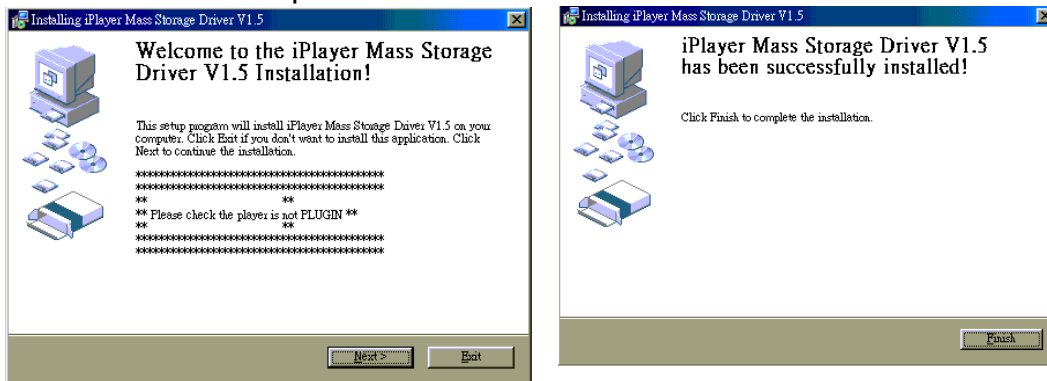 Installing iPlayer Mass Storage Driver V1.5
Welcome to the iPlayer Mass Storage
Driver V1.5 Installation!
This setup program will install iPlayer Mass Storage Driver V1.5 on your
computer. Click Exit if you don't want to install this application. Click
Next to continue the installation.
******************************************
******************************************
** **
** Please check the player is not PLUGIN **
** **
******************************************
******************************************
Next >
Exit
Installing iPlayer Mass Storage Driver V1.5
iPlayer Mass Storage Driver V1.5
has been successfully installed!
Click Finish to complete the installation.
Finish